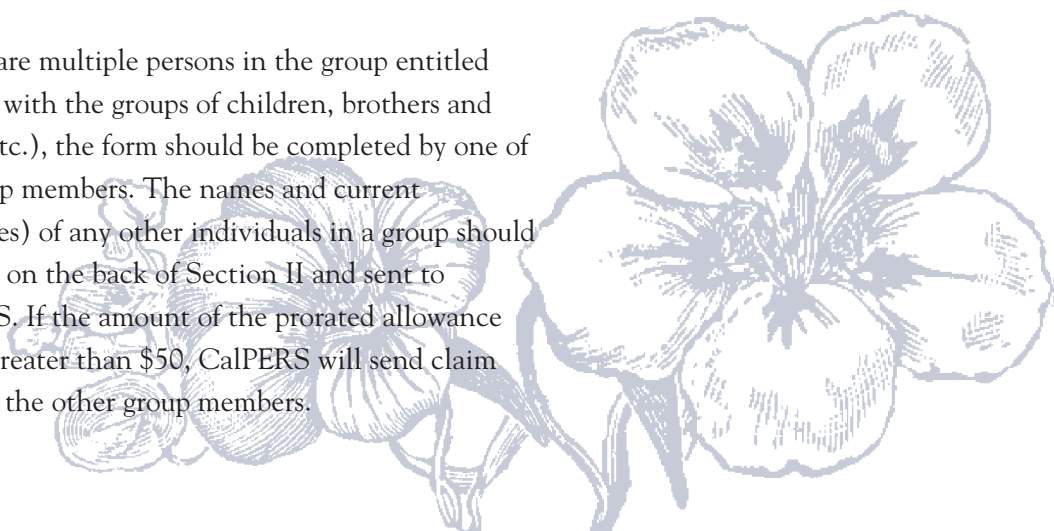 are multiple persons in the group entitled
with the groups of children, brothers and
tc.), the form should be completed by one of
p members. The names and current
es) of any other individuals in a group should
on the back of Section II and sent to
S. If the amount of the prorated allowance
reater than $50, CalPERS will send claim
the other group members.